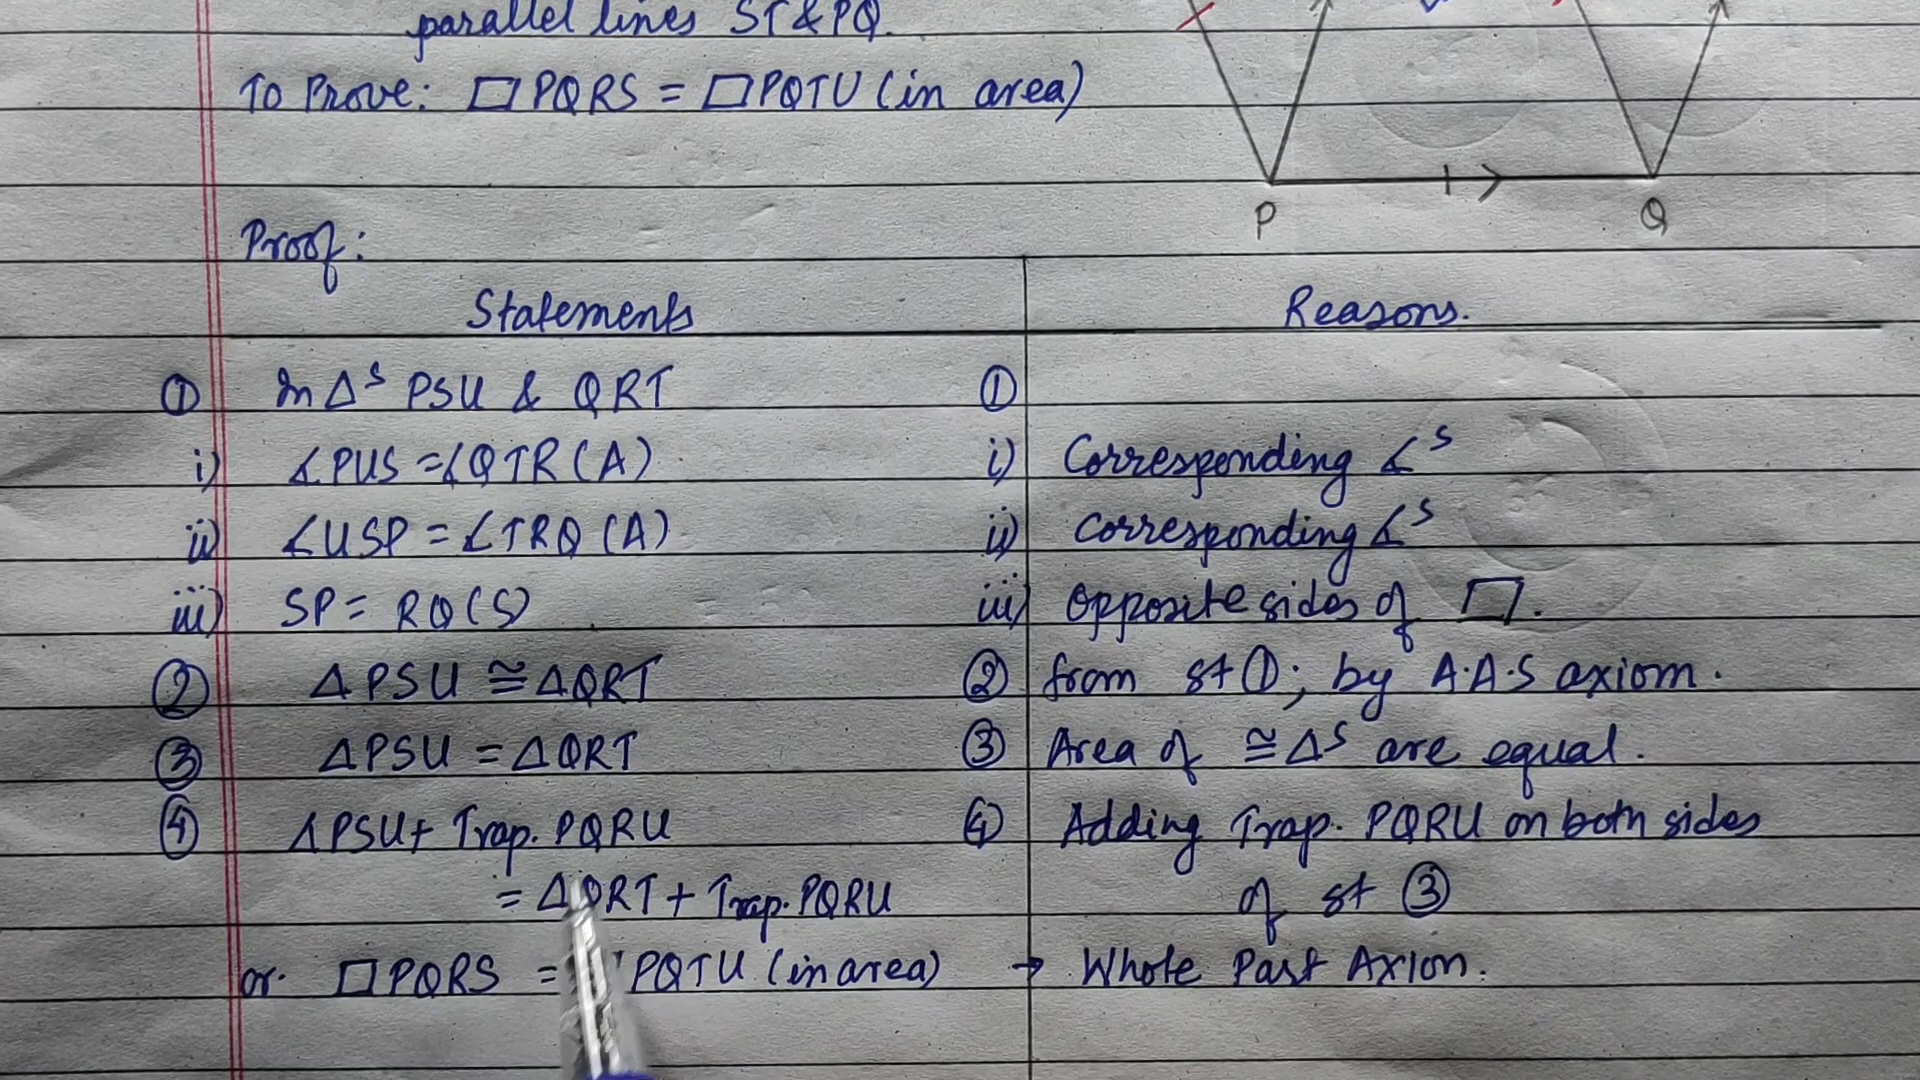 parallel lines ST & PQ.
To Prove: ▱PQRS = ▱PQTU (in area)
P Q
Proof:
Statements Reasons.
① In Δˢ PSU & QRT ①
i) ∡PUS = ∡QTR (A) i) Corresponding ∡ˢ
ii) ∠USP = ∠TRQ (A) ii) Corresponding ∡ˢ
iii) SP = RQ (S) iii) Opposite sides of ▱.
② ΔPSU ≅ ΔQRT ② from st ①; by A.A.S axiom.
③ ΔPSU = ΔQRT ③ Area of ≅ Δˢ are equal.
④ ΔPSU + Trap. PQRU ④ Adding Trap. PQRU on both sides
= ΔQRT + Trap. PQRU of st ③
or. ▱PQRS = PQTU (in area) → Whole Part Axion.